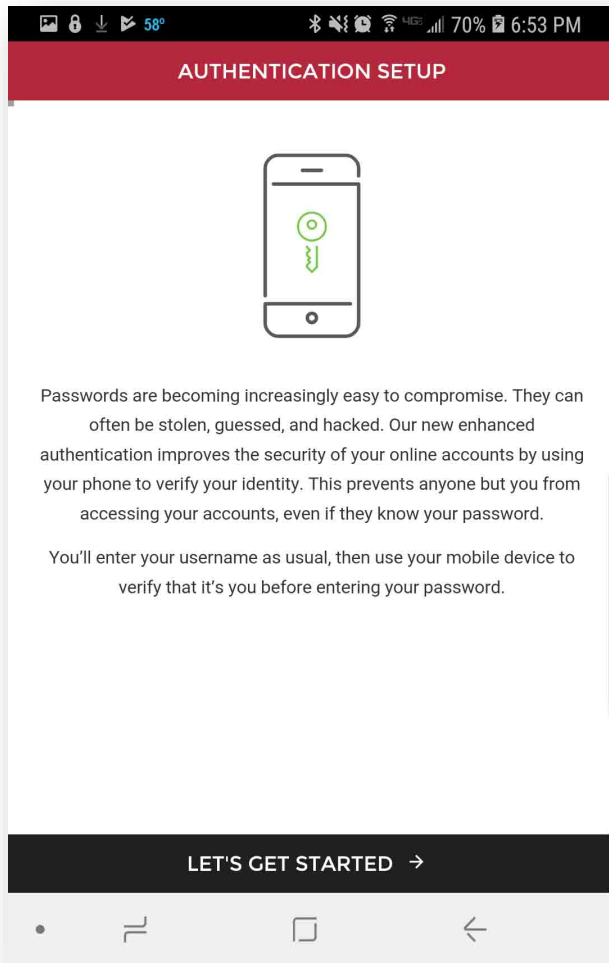 58°
4G 70% 6:53 PM
AUTHENTICATION SETUP
Passwords are becoming increasingly easy to compromise. They can
often be stolen, guessed, and hacked. Our new enhanced
authentication improves the security of your online accounts by using
your phone to verify your identity. This prevents anyone but you from
accessing your accounts, even if they know your password.
You’ll enter your username as usual, then use your mobile device to
verify that it’s you before entering your password.
LET'S GET STARTED →